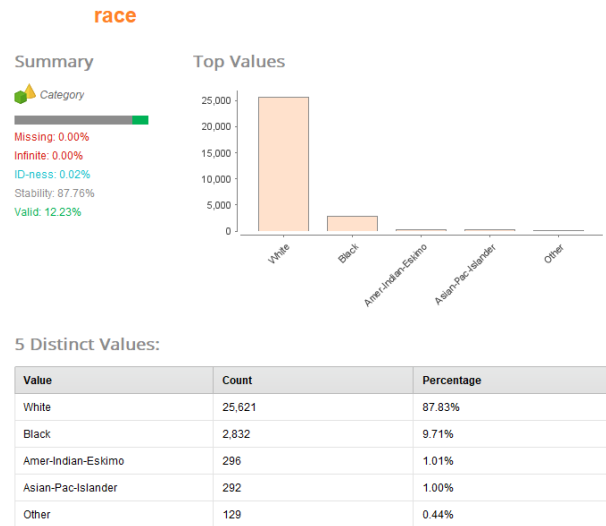 race
Summary
Top Values
Category
Missing: 0.00%
Infinite: 0.00%
ID-ness: 0.02%
Stability: 87.76%
Valid: 12.23%
25,000
20,000
15,000
10,000
5,000
0
White
Black
Amer-Indian-Eskimo
Asian-Pac-Islander
Other
5 Distinct Values:
Value Count Percentage
White 25,621 87.83%
Black 2,832 9.71%
Amer-Indian-Eskimo 296 1.01%
Asian-Pac-Islander 292 1.00%
Other 129 0.44%